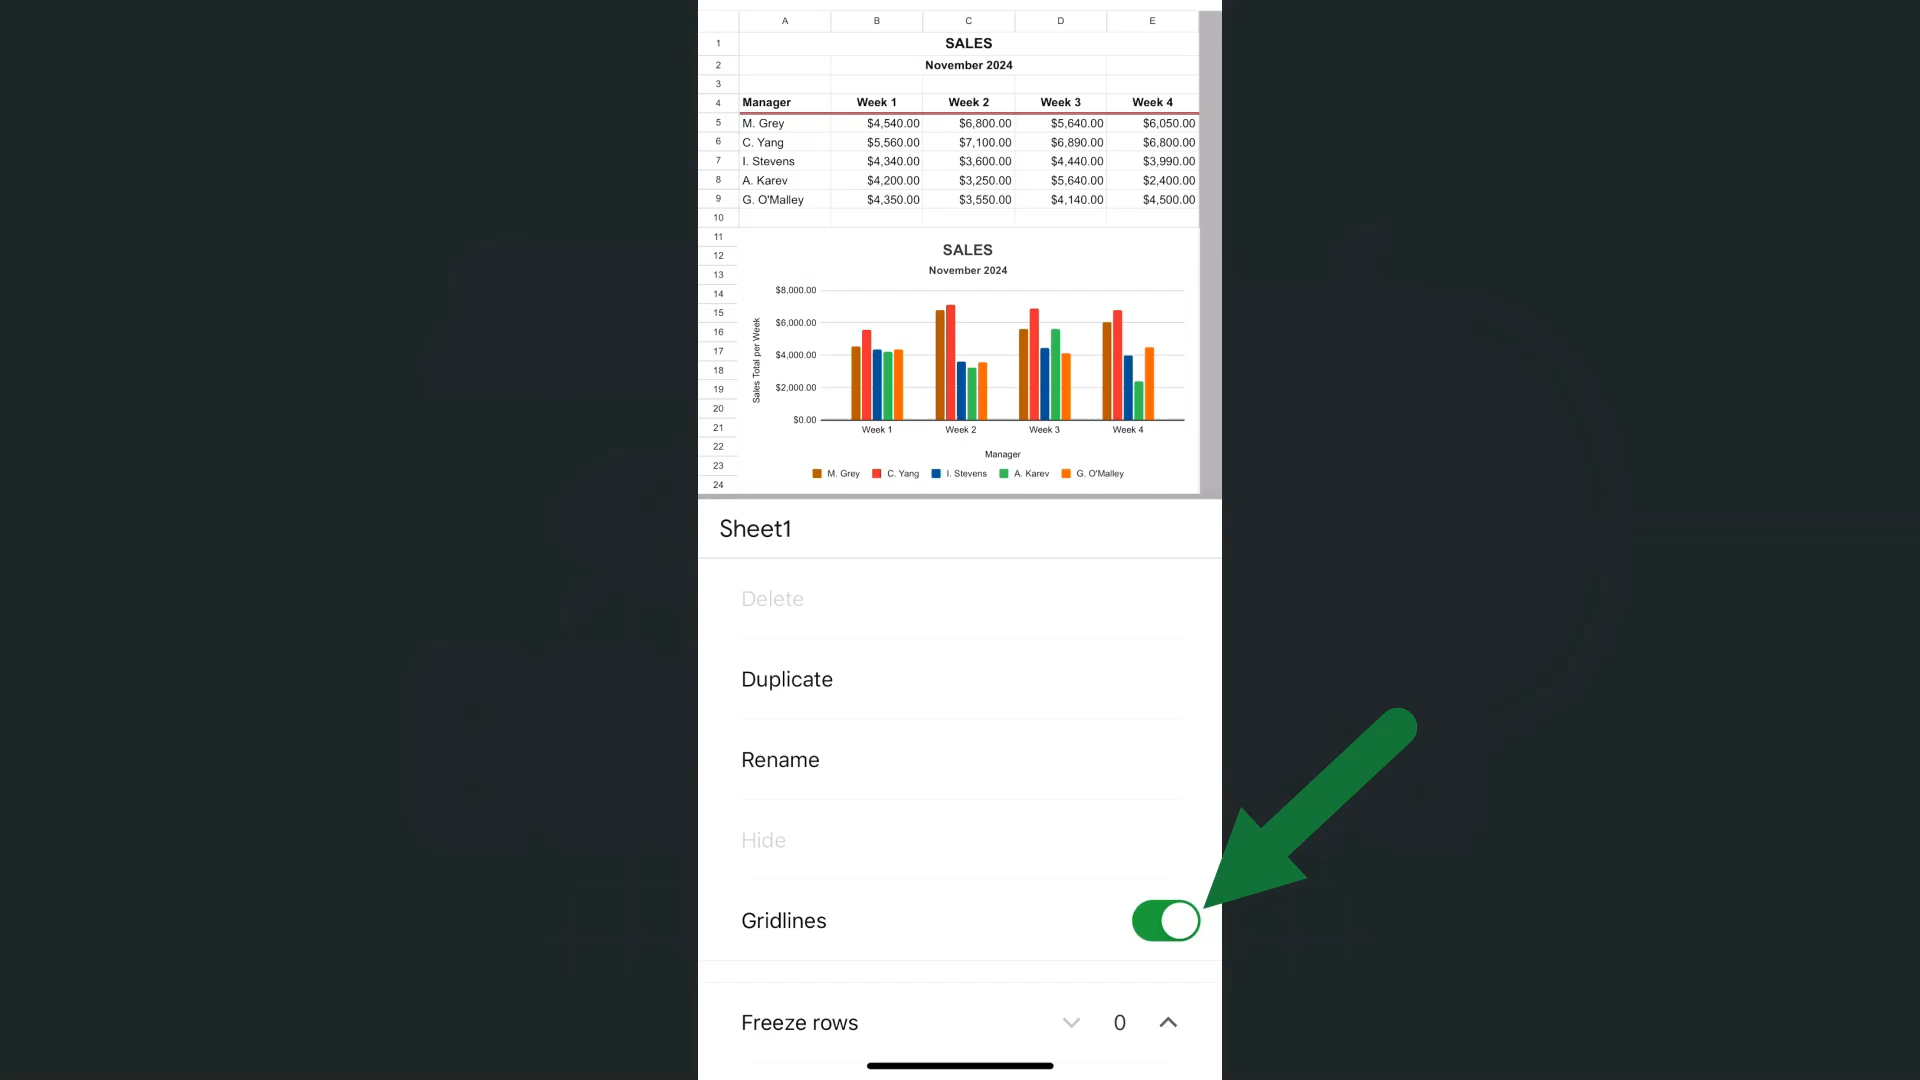 A B C D E
1 SALES
2 November 2024
3
4 Manager Week 1 Week 2 Week 3 Week 4
5 M. Grey $4,540.00 $6,800.00 $5,640.00 $6,050.00
6 C. Yang $5,560.00 $7,100.00 $6,890.00 $6,800.00
7 I. Stevens $4,340.00 $3,600.00 $4,440.00 $3,990.00
8 A. Karev $4,200.00 $3,250.00 $5,640.00 $2,400.00
9 G. O'Malley $4,350.00 $3,550.00 $4,140.00 $4,500.00
10
11
12
13
14
15
16
17
18
19
20
21
22
23
24
SALES
November 2024
Sales Total per Week
$8,000.00
$6,000.00
$4,000.00
$2,000.00
$0.00
Week 1 Week 2 Week 3 Week 4
Manager
M. Grey C. Yang I. Stevens A. Karev G. O'Malley
Sheet1
Delete
Duplicate
Rename
Hide
Gridlines
Freeze rows 0